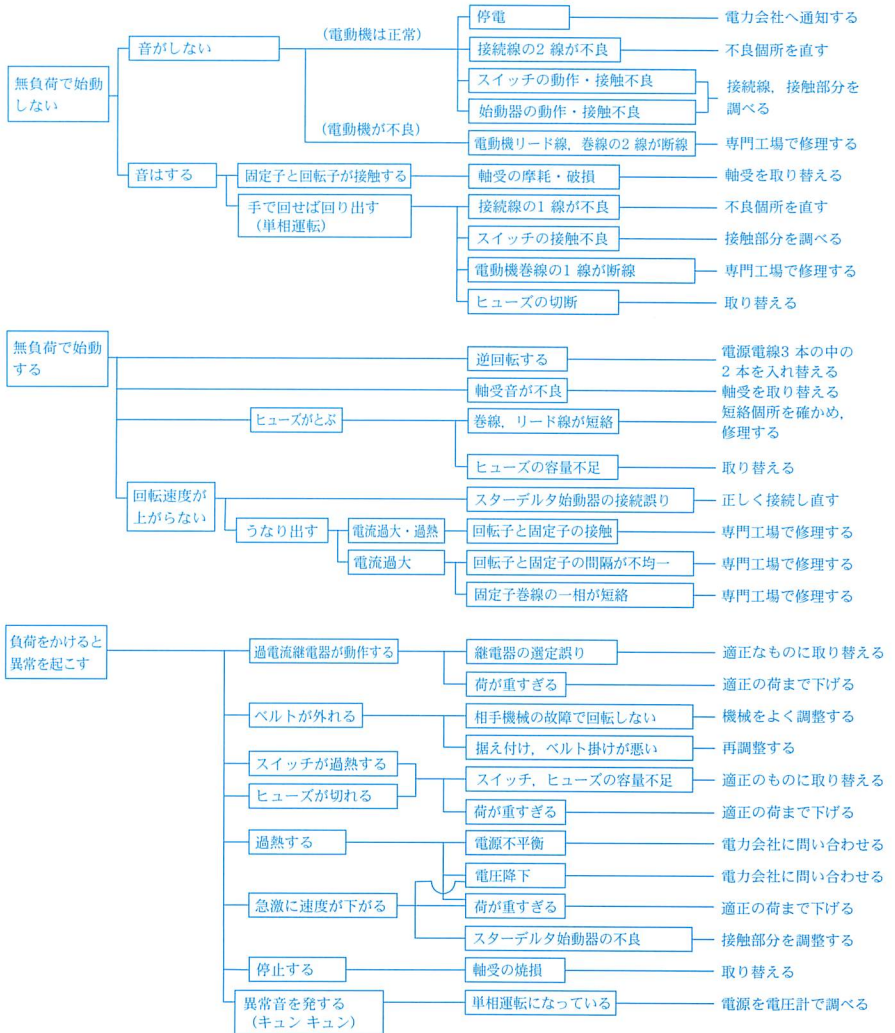 停電
電力会社へ通知する
(電動機は正常)
音がしない
接続線の2 線が不良
不良個所を直す
無負荷で始動
しない
スイッチの動作・接触不良
接続線，接触部分を
調べる
始動器の動作・接触不良
(電動機が不良)
電動機リード線，巻線の2 線が断線
専門工場で修理する
音はする
固定子と回転子が接触する
軸受の摩耗・破損
軸受を取り替える
手で回せば回り出す
(単相運転)
接続線の1 線が不良
不良個所を直す
スイッチの接触不良
接触部分を調べる
電動機巻線の1 線が断線
専門工場で修理する
ヒューズの切断
取り替える
無負荷で始動
する
逆回転する
電源電線3 本の中の
2 本を入れ替える
軸受音が不良
軸受を取り替える
ヒューズがとぶ
巻線，リード線が短絡
短絡個所を確かめ，
修理する
ヒューズの容量不足
取り替える
回転速度が
上がらない
スターデルタ始動器の接続誤り
正しく接続し直す
うなり出す
電流過大・過熱
回転子と固定子の接触
専門工場で修理する
電流過大
回転子と固定子の間隔が不均一
専門工場で修理する
固定子巻線の一相が短絡
専門工場で修理する
負荷をかけると
異常を起こす
過電流継電器が動作する
継電器の選定誤り
適正なものに取り替える
荷が重すぎる
適正の荷まで下げる
ベルトが外れる
相手機械の故障で回転しない
機械をよく調整する
据え付け，ベルト掛けが悪い
再調整する
スイッチが過熱する
スイッチ，ヒューズの容量不足
適正のものに取り替える
ヒューズが切れる
荷が重すぎる
適正の荷まで下げる
過熱する
電源不平衡
電力会社に問い合わせる
電圧降下
電力会社に問い合わせる
急激に速度が下がる
荷が重すぎる
適正の荷まで下げる
スターデルタ始動器の不良
接触部分を調整する
停止する
軸受の焼損
取り替える
異常音を発する
(キュン キュン)
単相運転になっている
電源を電圧計で調べる